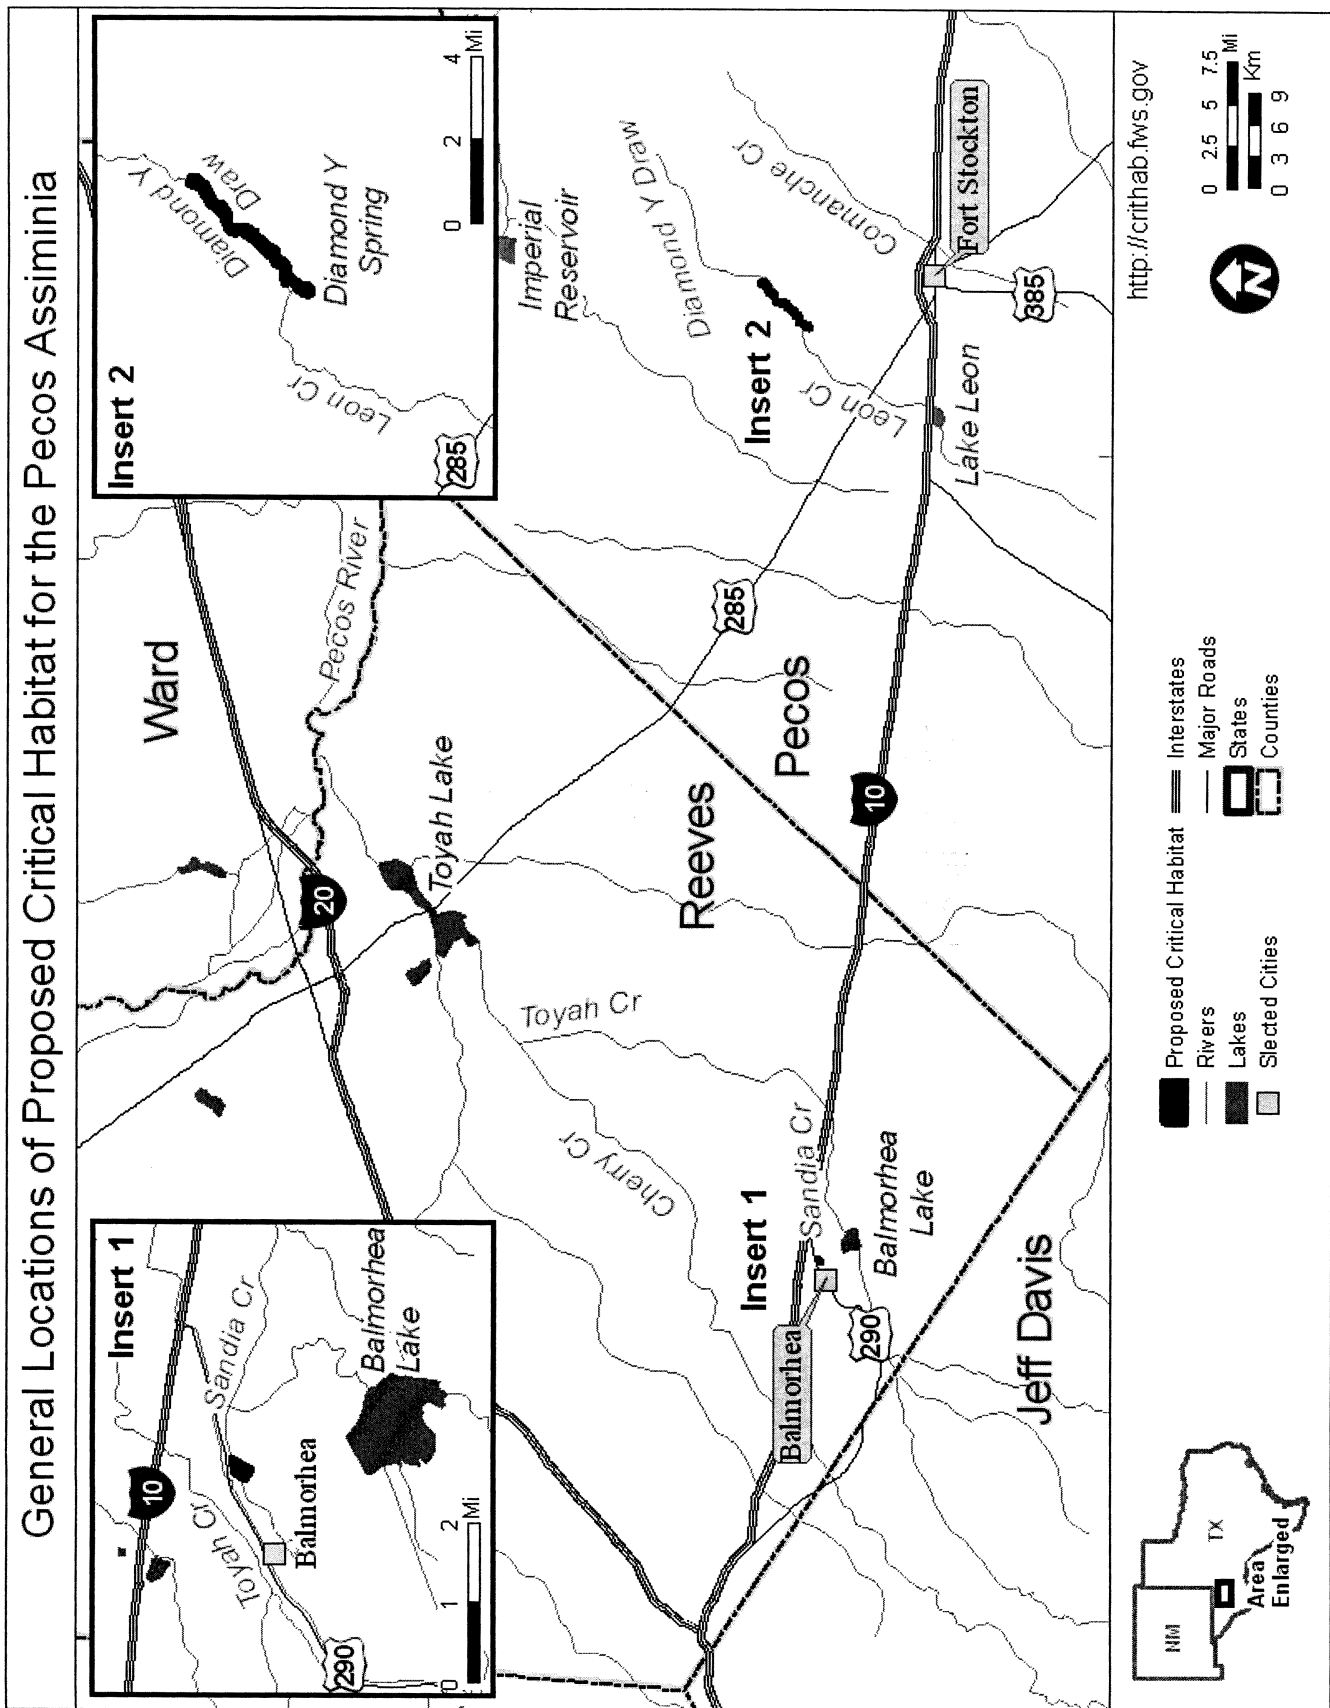 General Locations of Proposed Critical Habitat for the Pecos Assiminia
Insert 1
10
Sandia Cr
Toyah Cr
Balmorhea
Balmorhea
Lake
290
0 1 2
Mi
Insert 2
Diamond Y
Draw
Diamond Y
Spring
Leon Cr
285
0 2 4
Mi
Ward
Pecos River
20
Toyah Lake
Imperial
Reservoir
Toyah Cr
Cherry Cr
Reeves
285
Pecos
Diamond Y Draw
Insert 2
Comanche Cr
Leon Cr
Insert 1
Sandia Cr
Balmorhea
Balmorhea
Lake
290
10
Lake Leon
Fort Stockton
385
Jeff Davis
NM
TX
Area
Enlarged
Proposed Critical Habitat
Rivers
Lakes
Slected Cities
Interstates
Major Roads
States
Counties
http://crithab.fws.gov
N
0 2.5 5 7.5
Mi
Km
0 3 6 9